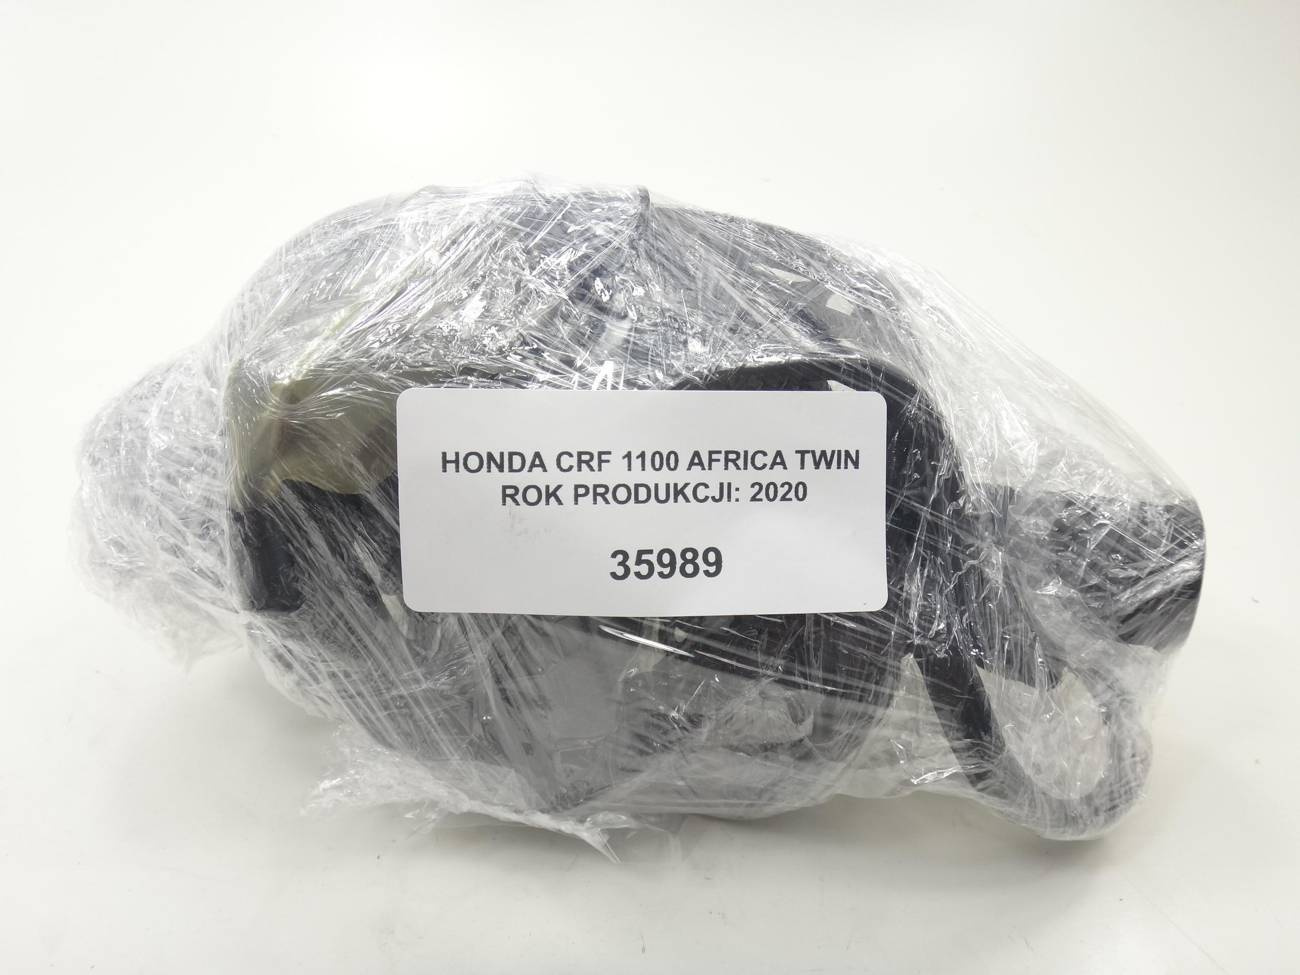 HONDA CRF 1100 AFRICA TWIN
ROK PRODUKCJI: 2020
35989